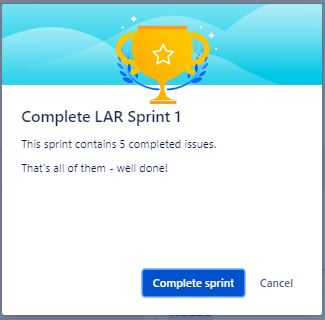 Complete LAR Sprint 1
This sprint contains 5 completed issues.
That's all of them - well done!
Complete sprint
Cancel